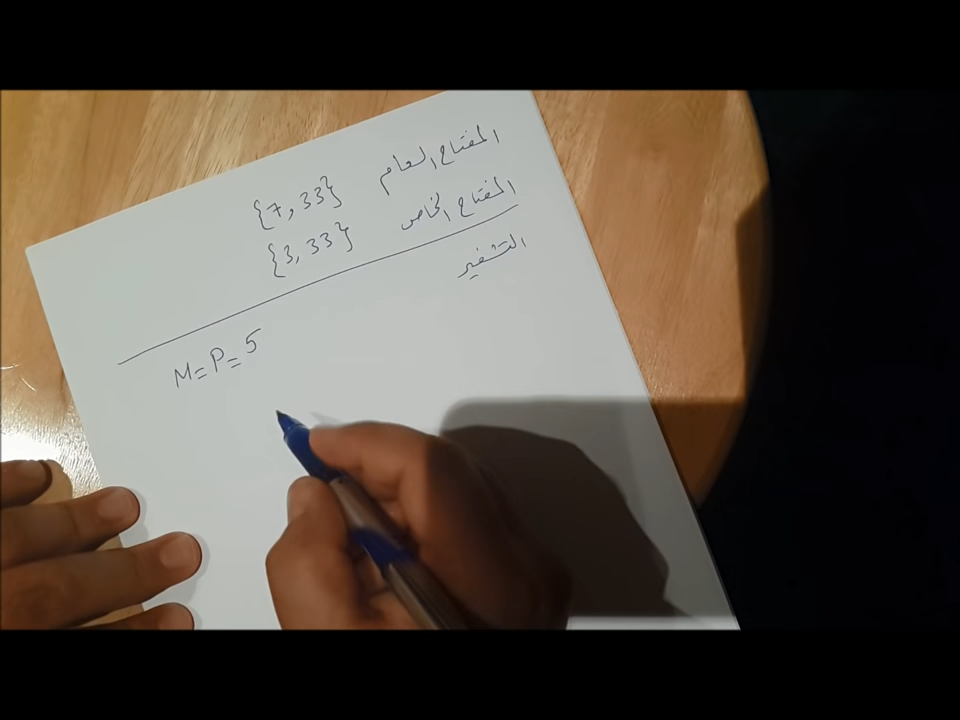 المفتاح العام {7, 33}
المفتاح الخاص {3, 33}
التشفير
M=P=5